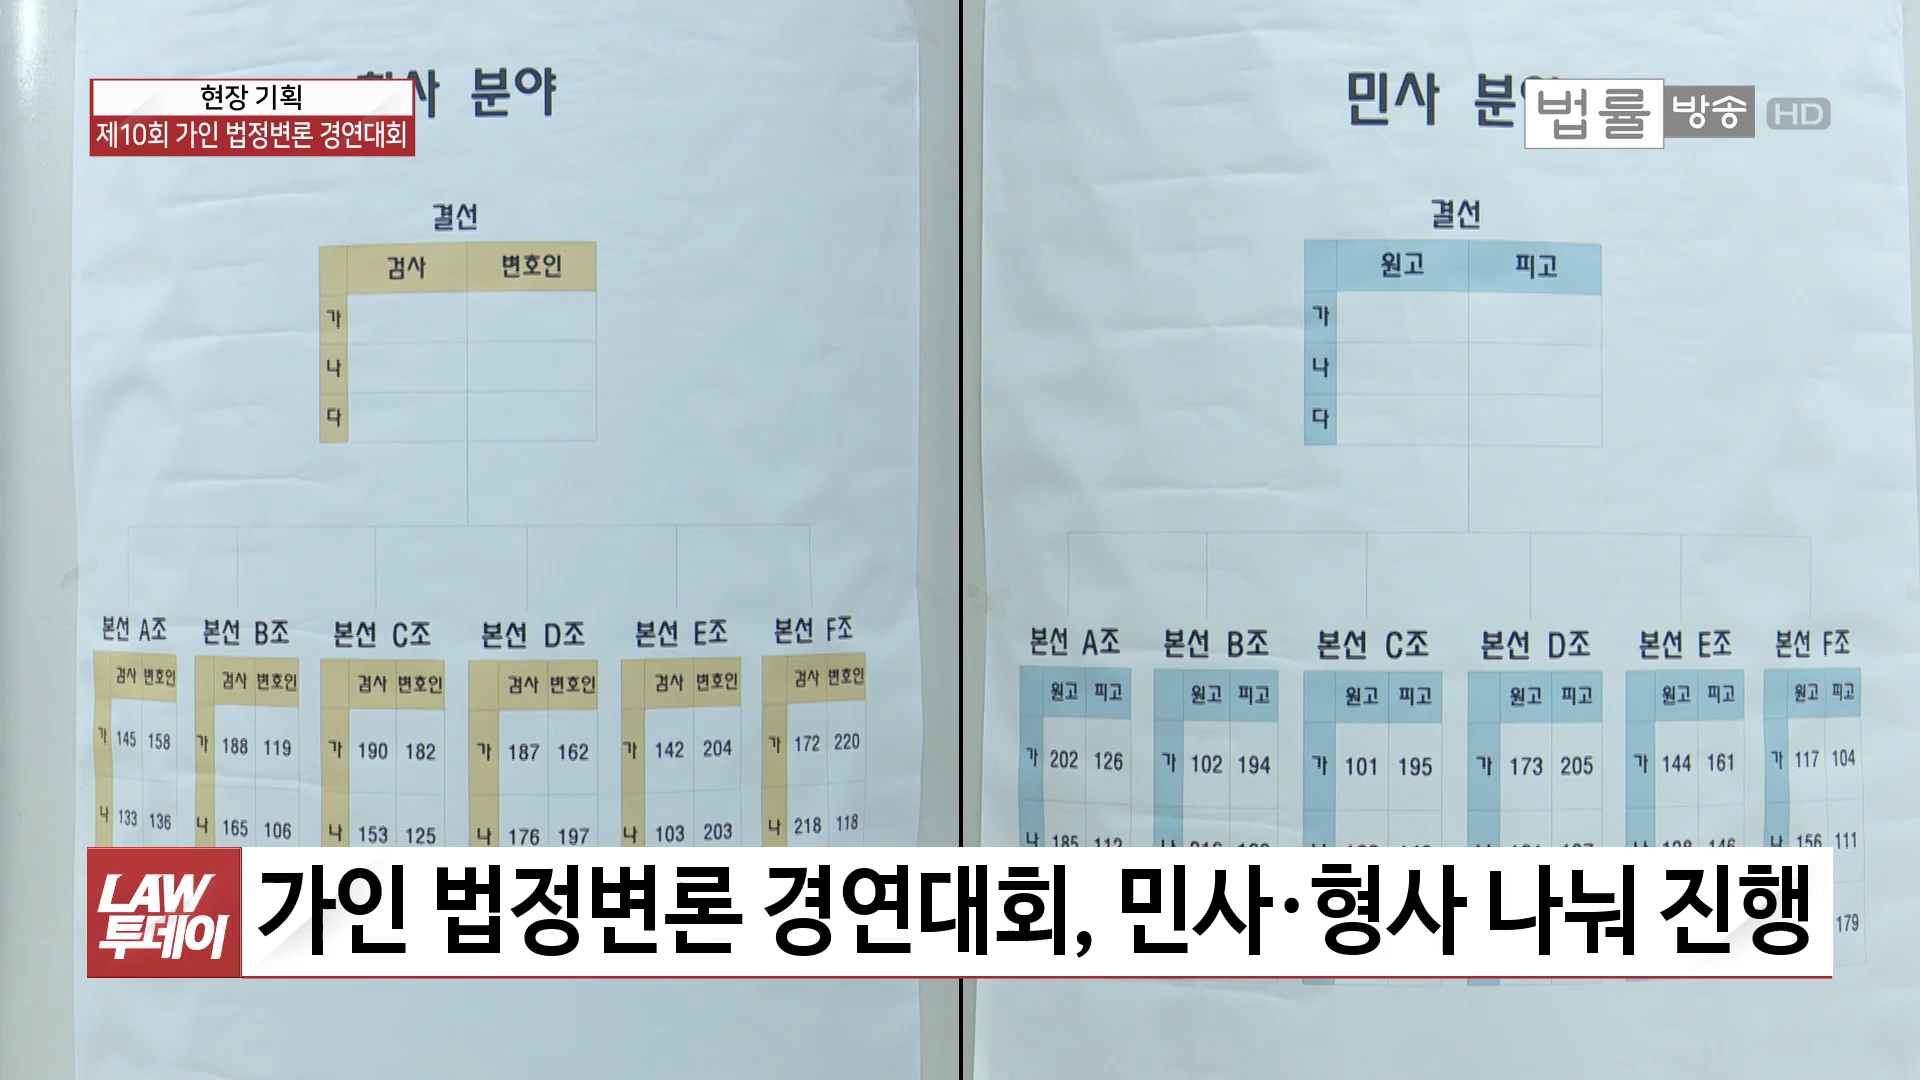 현장 기획
제10회 가인 법정변론 경연대회
분야
결선
검사 변호인
가
나
다
본선 A조 본선 B조 본선 C조 본선 D조 본선 E조 본선 F조
검사 변호인 검사 변호인 검사 변호인 검사 변호인 검사 변호인 검사 변호인
가 145 158 가 188 119 가 190 182 가 187 162 가 142 204 가 172 220
나 133 136 나 165 106 나 153 125 나 176 197 나 103 203 나 218 118
민사
법률방송 HD
결선
원고 피고
가
나
다
본선 A조 본선 B조 본선 C조 본선 D조 본선 E조 본선 F조
원고 피고 원고 피고 원고 피고 원고 피고 원고 피고 원고 피고
가 202 126 가 102 194 가 101 195 가 173 205 가 144 161 가 117 104
나 185 나 나 나 나 나 156 111
179
LAW
투데이
가인 법정변론 경연대회, 민사·형사 나눠 진행